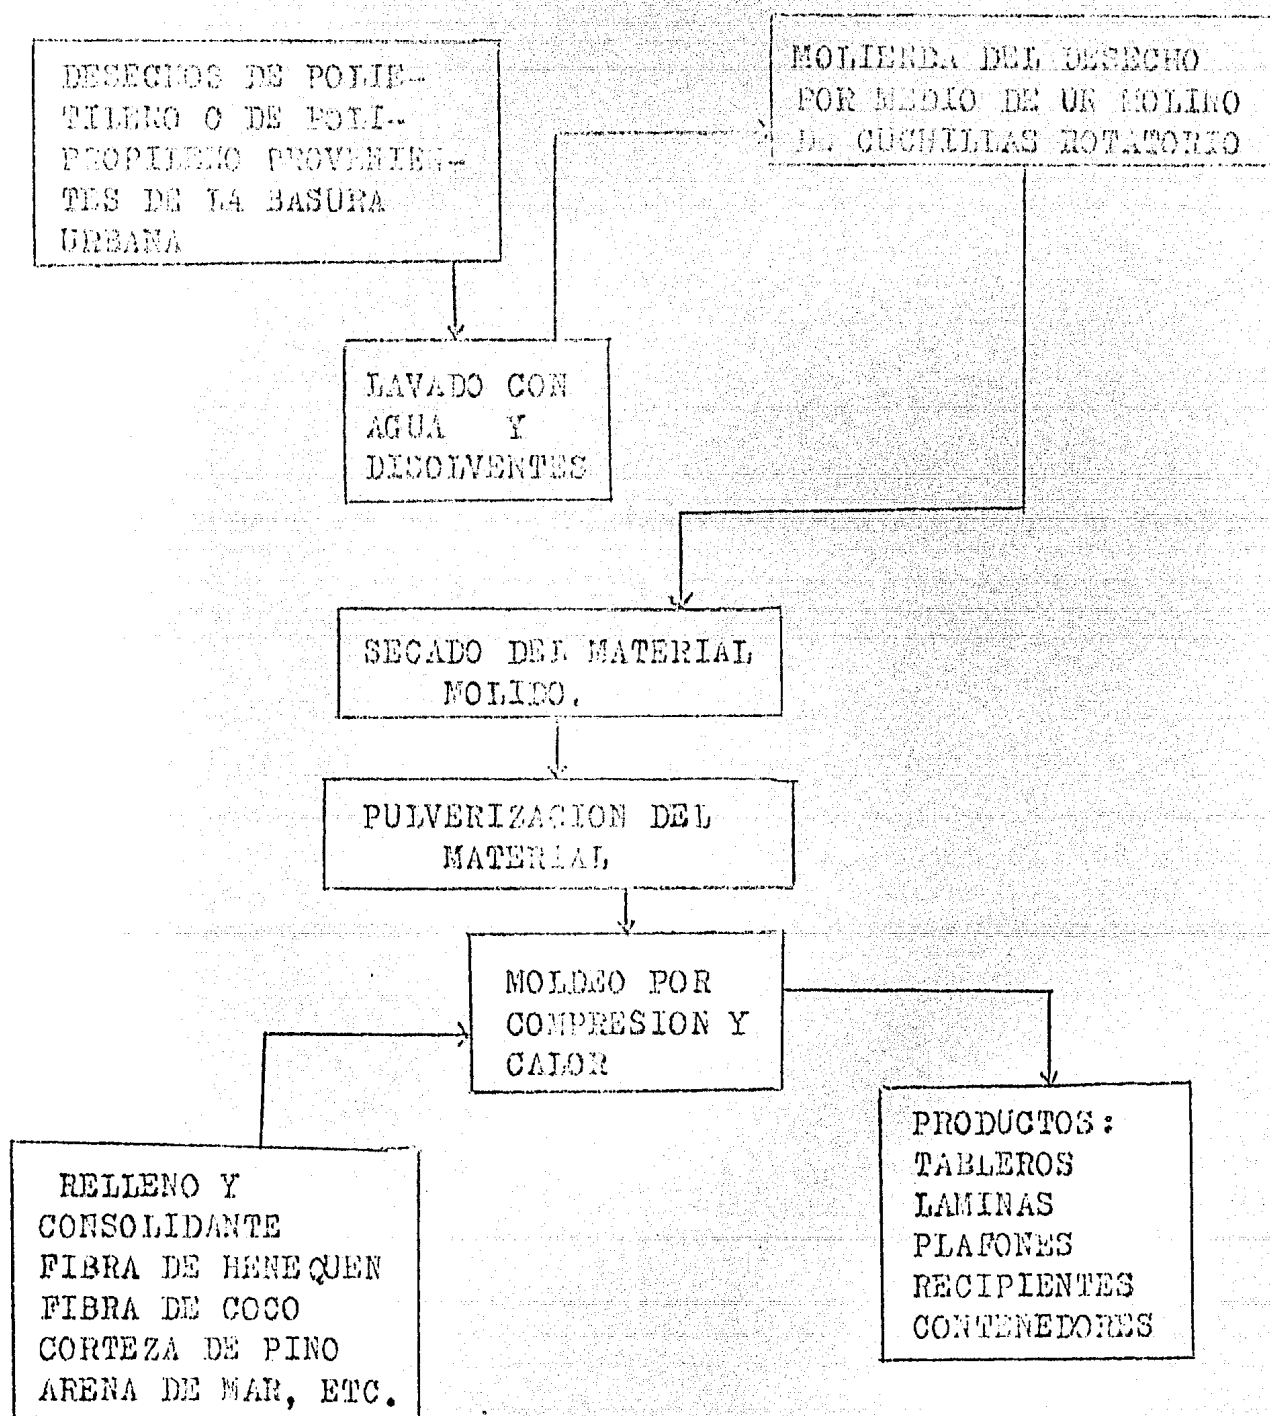 DESECHOS DE POLIE-
TILENO O DE POLI-
PROPILENO PROVENIEN-
TES DE LA BASURA
URBANA
MOLIENDA DEL DESECHO
POR MEDIO DE UN MOLINO
DE CUCHILLAS ROTATORIO
LAVADO CON
AGUA Y
DISOLVENTES
SECADO DEL MATERIAL
MOLIDO.
PULVERIZACION DEL
MATERIAL
MOLDEO POR
COMPRESION Y
CALOR
RELLENO Y
CONSOLIDANTE
FIBRA DE HENEQUEN
FIBRA DE COCO
CORTEZA DE PINO
ARENA DE MAR, ETC.
PRODUCTOS:
TABLEROS
LAMINAS
PLAFONES
RECIPIENTES
CONTENEDORES